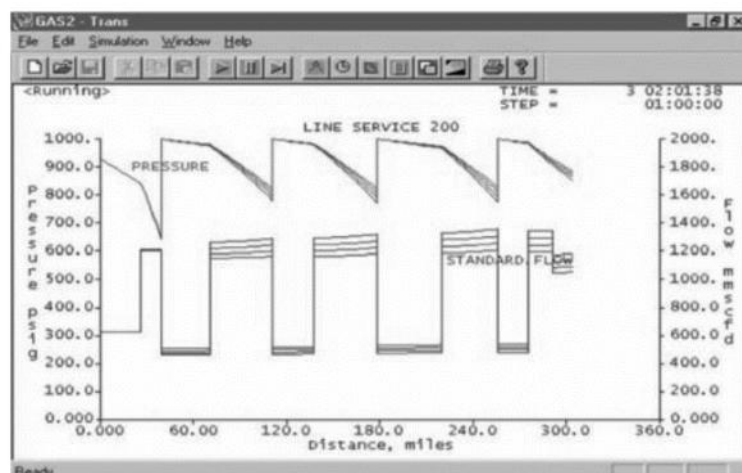 GAS2 - Trans
File Edit Simulation Window Help
<Running>
TIME = 3 02:01:38
STEP = 01:00:00
LINE SERVICE 200
PRESSURE
STANDARD FLOW
Pressure psig
1000.
900.0
800.0
700.0
600.0
500.0
400.0
300.0
200.0
100.0
0.000
Flow mmscfd
2000.
1800.
1600.
1400.
1200.
1000.
800.0
600.0
400.0
200.0
0.000
0.000 60.00 120.0 180.0 240.0 300.0 360.0
Distance, miles
Ready